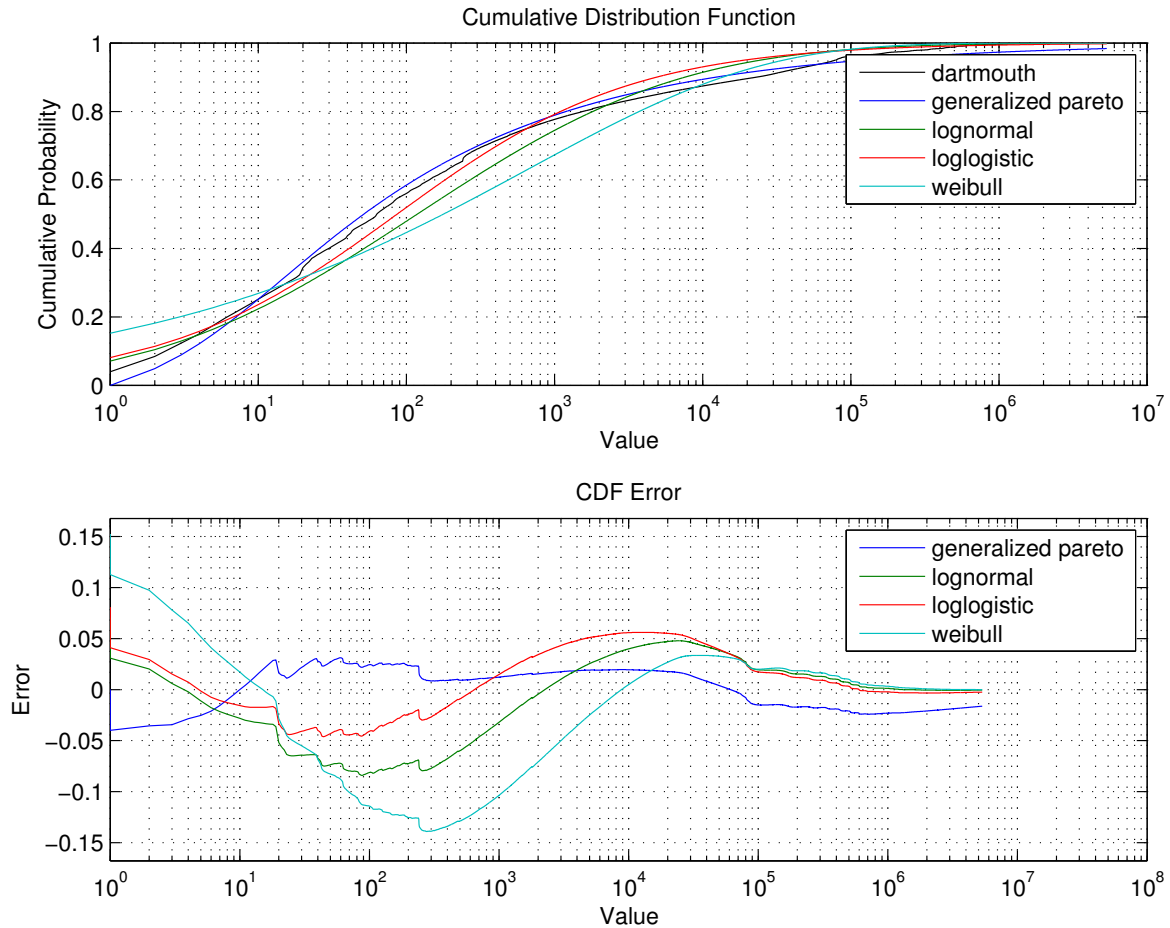 Cumulative Distribution Function
Cumulative Probability
1
0.8
0.6
0.4
0.2
0
dartmouth
generalized pareto
lognormal
loglogistic
weibull
10^0 10^1 10^2 10^3 10^4 10^5 10^6 10^7
Value
CDF Error
Error
0.15
0.1
0.05
0
−0.05
−0.1
−0.15
generalized pareto
lognormal
loglogistic
weibull
10^0 10^1 10^2 10^3 10^4 10^5 10^6 10^7 10^8
Value